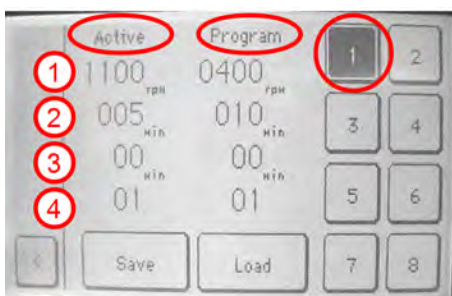 Active Program
1 1100 rpm 0400 rpm 1 2
2 005 min 010 min 3 4
3 00 min 00 min
4 01 01 5 6
< Save Load 7 8